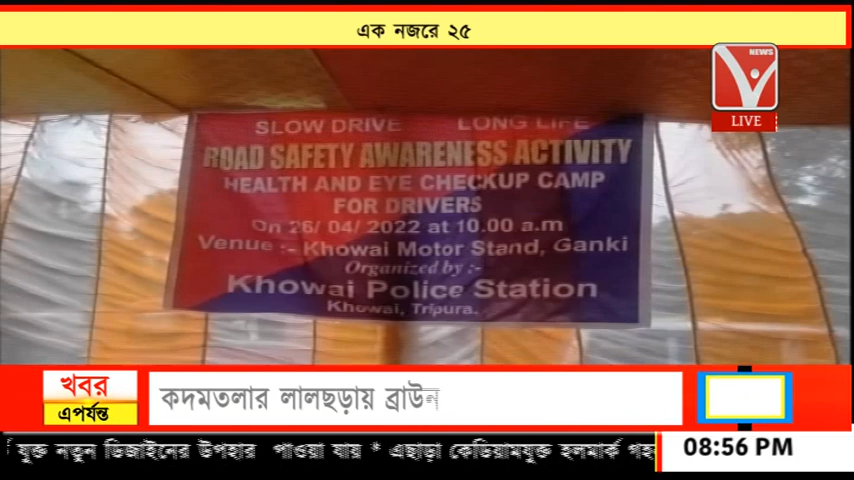 এক নজরে ২৫
NEWS
V
LIVE
SLOW DRIVE LONG LIFE
ROAD SAFETY AWARENESS ACTIVITY
HEALTH AND EYE CHECKUP CAMP
FOR DRIVERS
On 26/ 04/ 2022 at 10.00 a.m
Venue :- Khowai Motor Stand, Ganki
Organized by :-
Khowai Police Station
Khowai, Tripura.
খবর
এপর্যন্ত
কদমতলার লালছড়ায় ব্রাউন
যুক্ত নতুন ডিজাইনের উপহার পাওয়া যায় * এছাড়া কেডিয়ামযুক্ত হলমার্ক
08:56 PM